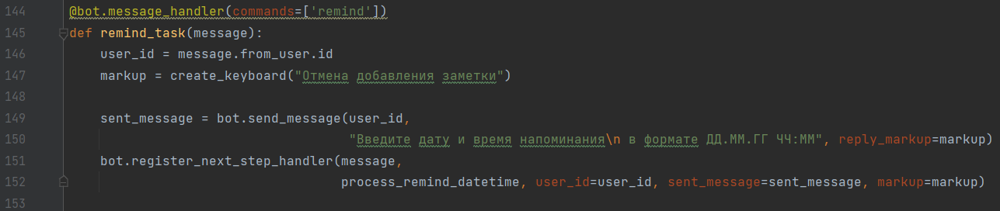 144 @bot.message_handler(commands=['remind'])
145 def remind_task(message):
146     user_id = message.from_user.id
147     markup = create_keyboard("Отмена добавления заметки")
148
149     sent_message = bot.send_message(user_id,
150                                     "Введите дату и время напоминания\n в формате ДД.ММ.ГГ ЧЧ:ММ", reply_markup=markup)
151     bot.register_next_step_handler(message,
152                                    process_remind_datetime, user_id=user_id, sent_message=sent_message, markup=markup)
153